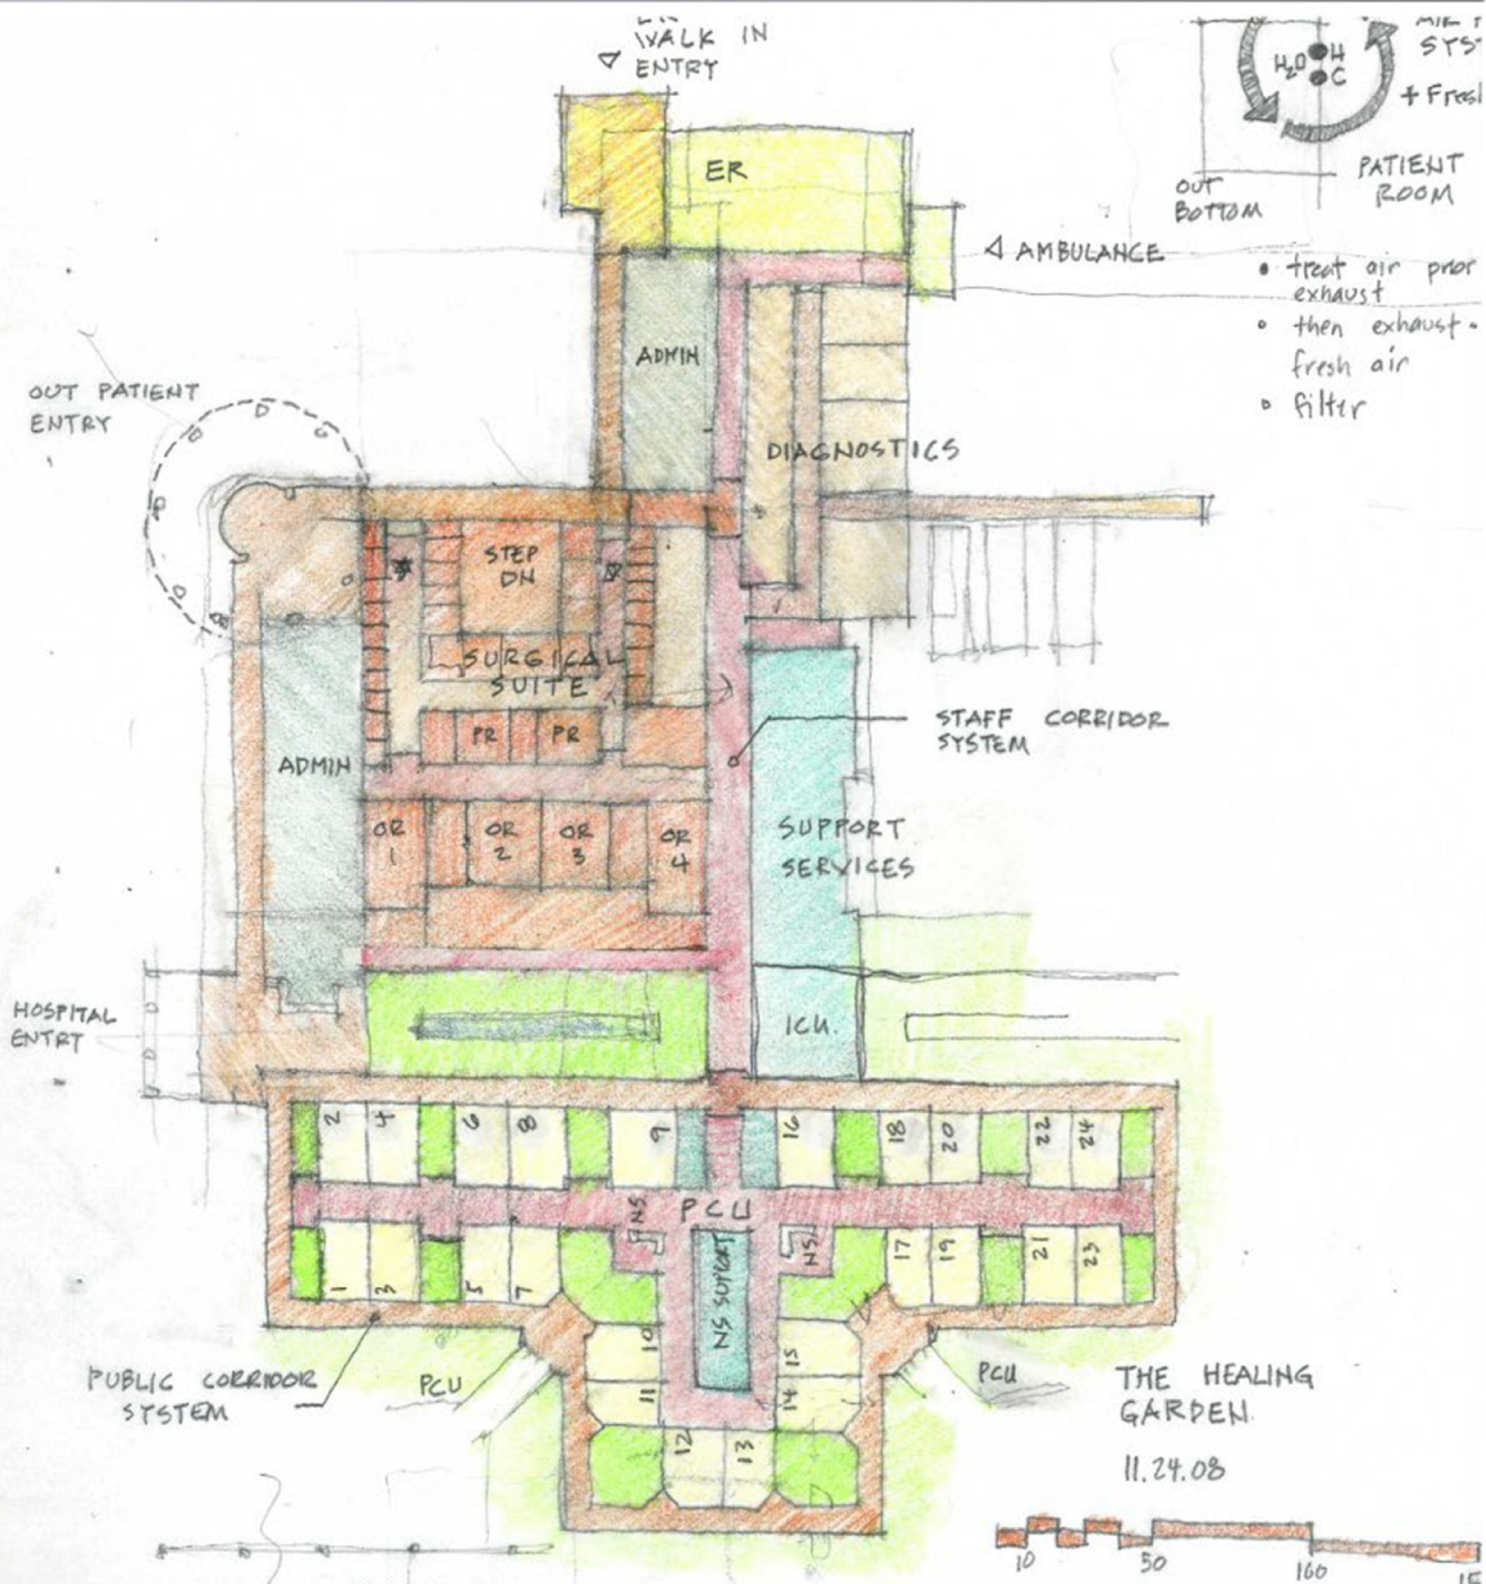 WALK IN
ENTRY
H₂O
H
C
+ Fresh
PATIENT
ROOM
OUT
BOTTOM
ER
AMBULANCE
• treat air prior
exhaust
• then exhaust
fresh air
• filter
ADMIN
OUT PATIENT
ENTRY
DIAGNOSTICS
STEP
DN
SURGICAL
SUITE
PR
PR
STAFF CORRIDOR
SYSTEM
ADMIN
OR
1
OR
2
OR
3
OR
4
SUPPORT
SERVICES
HOSPITAL
ENTRY
ICU.
2
4
6
8
9
16
18
20
22
24
NS
PCU
NS
1
3
5
7
17
19
21
23
NS SUPORT
10
15
11
14
12
13
PUBLIC CORRIDOR
SYSTEM
PCU
PCU
THE HEALING
GARDEN.
11.24.08
10
50
100